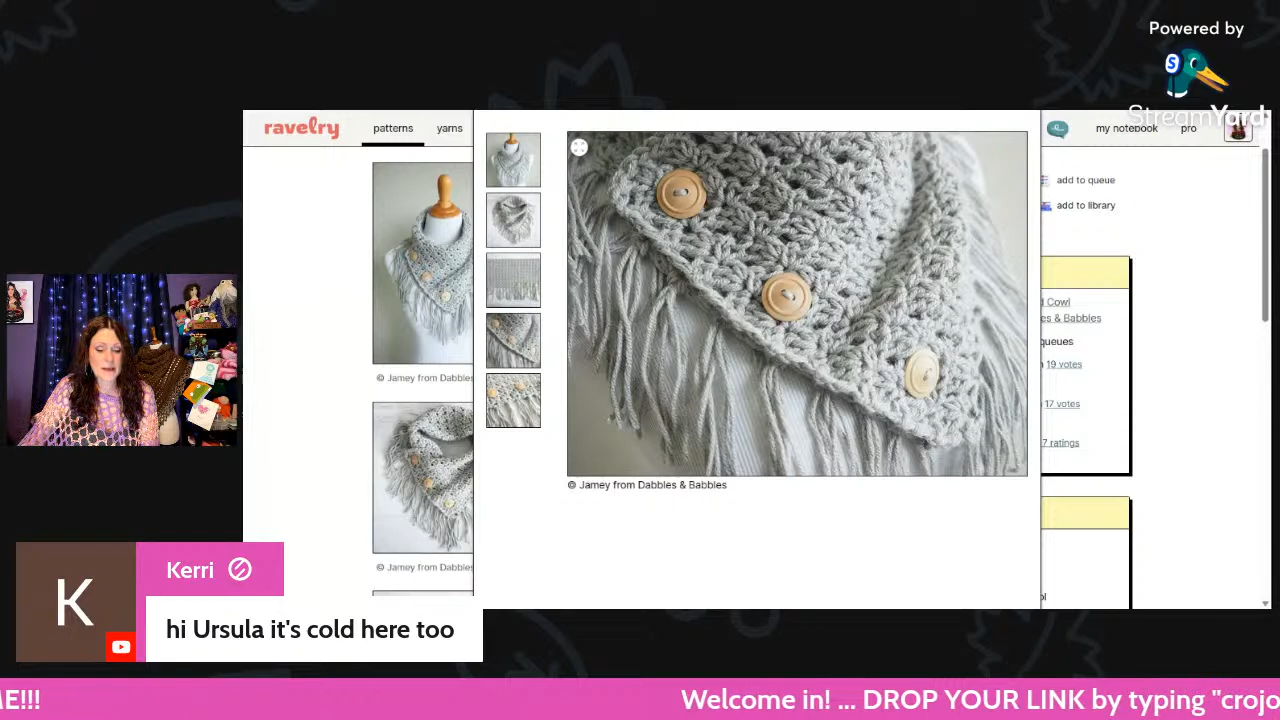 Powered by
StreamYard
ravelry
patterns
yarns
my notebook
pro
add to queue
add to library
© Jamey from Dabbles
© Jamey from Dabbles
© Jamey from Dabbles & Babbles
Cowl
es & Babbles
queues
19 votes
17 votes
7 ratings
K
Kerri
hi Ursula it's cold here too
ME!!!
Welcome in! ... DROP YOUR LINK by typing "crojo